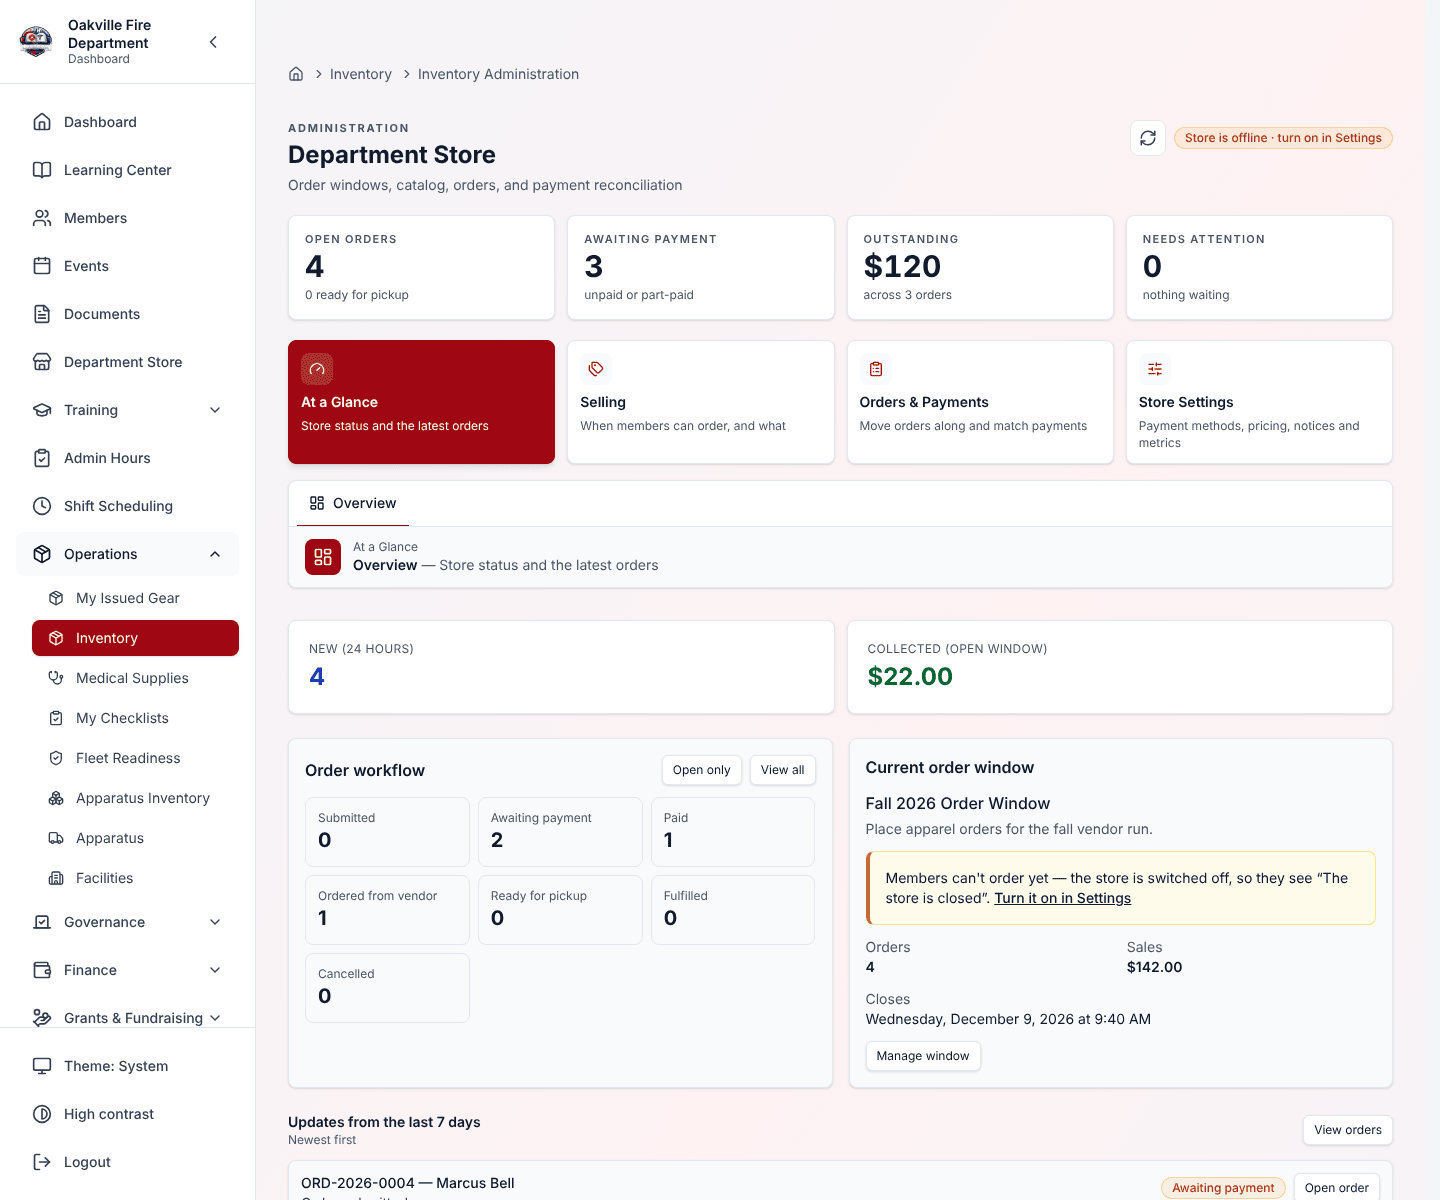 Oakville Fire
Department
Dashboard
Dashboard
Learning Center
Members
Events
Documents
Department Store
Training
Admin Hours
Shift Scheduling
Operations
My Issued Gear
Inventory
Medical Supplies
My Checklists
Fleet Readiness
Apparatus Inventory
Apparatus
Facilities
Governance
Finance
Grants & Fundraising
Theme: System
High contrast
Logout
Inventory
Inventory Administration
ADMINISTRATION
Department Store
Order windows, catalog, orders, and payment reconciliation
Store is offline · turn on in Settings
OPEN ORDERS
4
0 ready for pickup
AWAITING PAYMENT
3
unpaid or part-paid
OUTSTANDING
$120
across 3 orders
NEEDS ATTENTION
0
nothing waiting
At a Glance
Store status and the latest orders
Selling
When members can order, and what
Orders & Payments
Move orders along and match payments
Store Settings
Payment methods, pricing, notices and
metrics
Overview
At a Glance
Overview — Store status and the latest orders
NEW (24 HOURS)
4
COLLECTED (OPEN WINDOW)
$22.00
Order workflow
Open only
View all
Submitted
0
Awaiting payment
2
Paid
1
Ordered from vendor
1
Ready for pickup
0
Fulfilled
0
Cancelled
0
Current order window
Fall 2026 Order Window
Place apparel orders for the fall vendor run.
Members can't order yet — the store is switched off, so they see “The
store is closed”. Turn it on in Settings
Orders
4
Sales
$142.00
Closes
Wednesday, December 9, 2026 at 9:40 AM
Manage window
Updates from the last 7 days
Newest first
View orders
ORD-2026-0004 — Marcus Bell
Awaiting payment
Open order